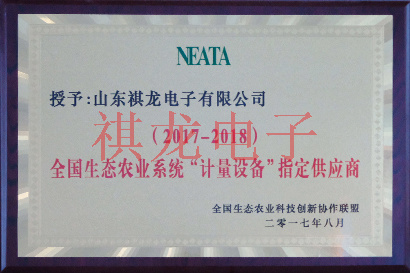 NEATA
授予:山东祺龙电子有限公司
(2017-2018)
祺龙电子
全国生态农业系统“计量设备”指定供应商
全国生态农业科技创新协作联盟
二零一七年八月